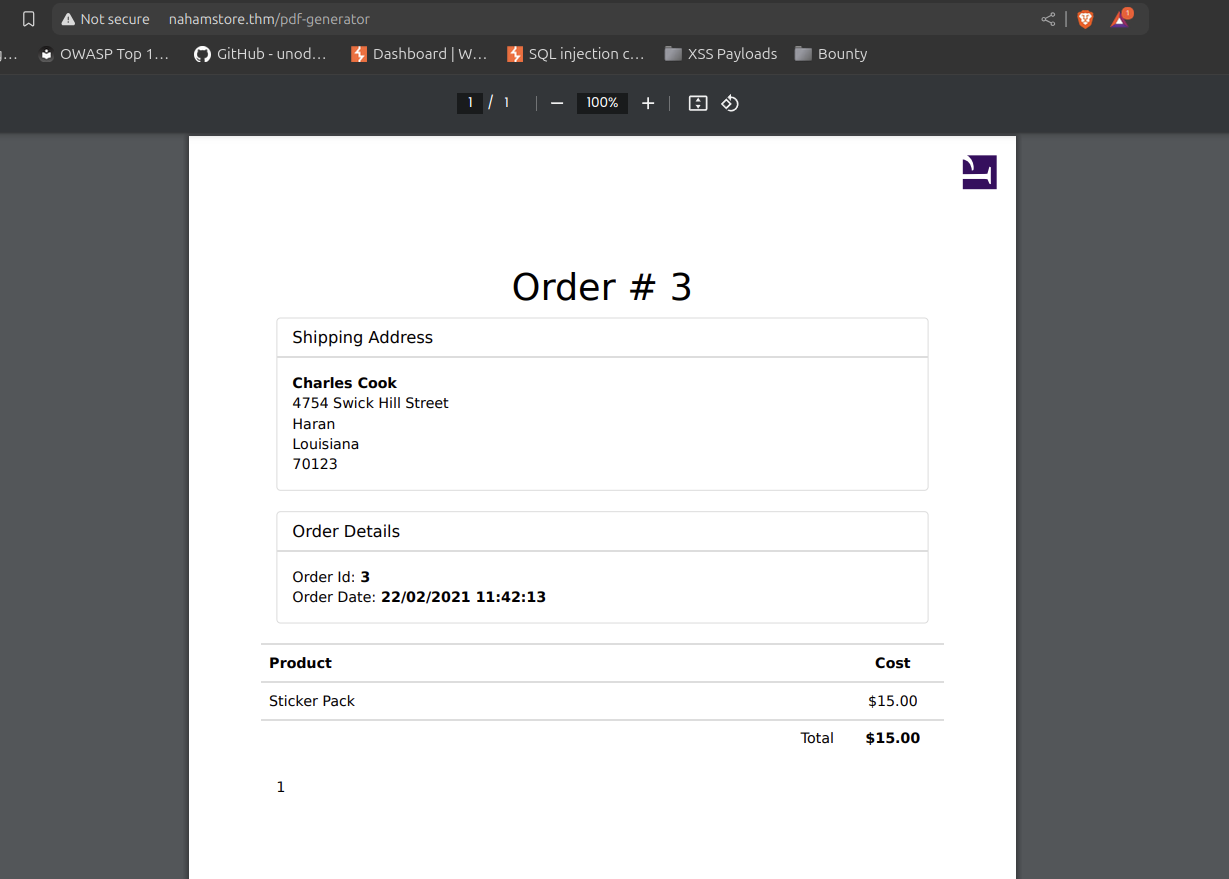 Not secure nahamstore.thm/pdf-generator 1
g... OWASP Top 1... GitHub - unod... Dashboard | W... SQL injection c... XSS Payloads Bounty
1 / 1 100%
Order # 3
Shipping Address
Charles Cook
4754 Swick Hill Street
Haran
Louisiana
70123
Order Details
Order Id: 3
Order Date: 22/02/2021 11:42:13
Product Cost
Sticker Pack $15.00
Total $15.00
1